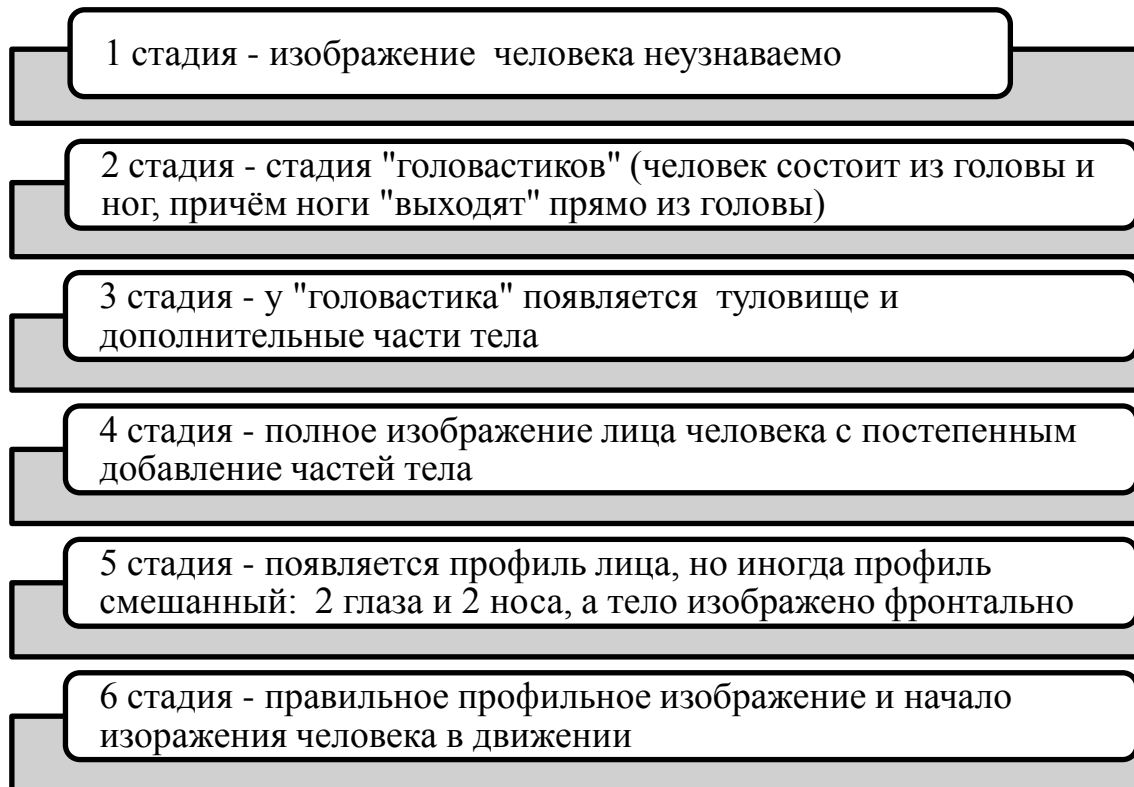 1 стадия - изображение  человека неузнаваемо
2 стадия - стадия "головастиков" (человек состоит из головы и
ног, причём ноги "выходят" прямо из головы)
3 стадия - у "головастика" появляется  туловище и
дополнительные части тела
4 стадия - полное изображение лица человека с постепенным
добавление частей тела
5 стадия - появляется профиль лица, но иногда профиль
смешанный:  2 глаза и 2 носа, а тело изображено фронтально
6 стадия - правильное профильное изображение и начало
изоражения человека в движении